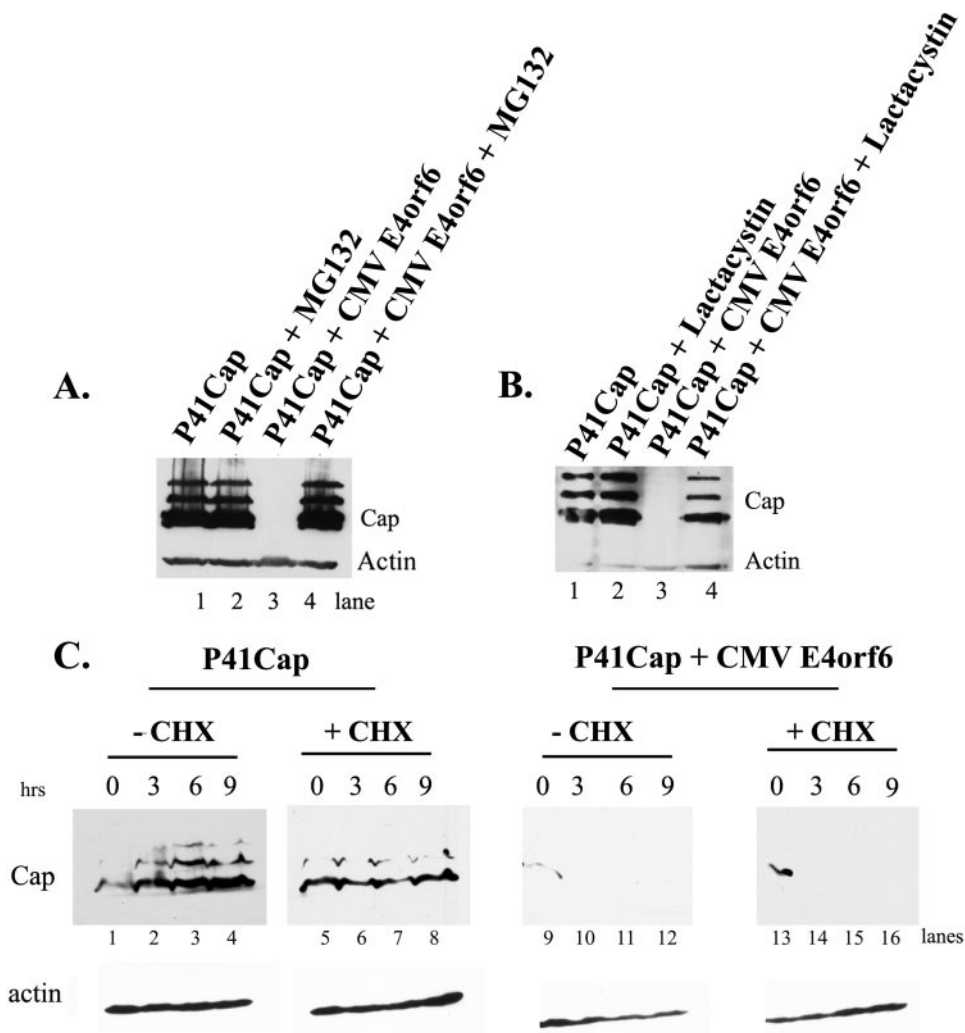 A.
P41Cap
P41Cap + MG132
P41Cap + CMV E4orf6
P41Cap + CMV E4orf6 + MG132
Cap
Actin
1 2 3 4 lane
B.
P41Cap
P41Cap + Lactacystin
P41Cap + CMV E4orf6
P41Cap + CMV E4orf6 + Lactacystin
Cap
Actin
1 2 3 4
C.
P41Cap P41Cap + CMV E4orf6
- CHX + CHX - CHX + CHX
hrs 0 3 6 9 0 3 6 9 0 3 6 9 0 3 6 9
Cap
1 2 3 4 5 6 7 8 9 10 11 12 13 14 15 16 lanes
actin